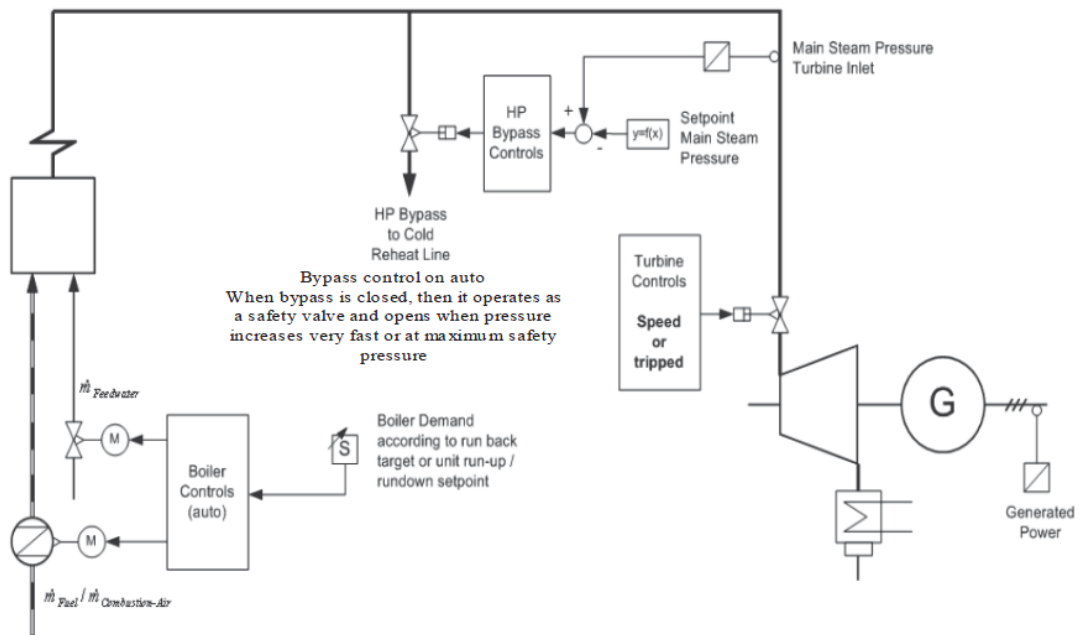 Main Steam Pressure
Turbine Inlet
HP
Bypass
Controls
+
-
y=f(x)
Setpoint
Main Steam
Pressure
HP Bypass
to Cold
Reheat Line
Bypass control on auto
When bypass is closed, then it operates as
a safety valve and opens when pressure
increases very fast or at maximum safety
pressure
Turbine
Controls
Speed
or
tripped
ṁ Feedwater
M
Boiler
Controls
(auto)
S
Boiler Demand
according to run back
target or unit run-up /
rundown setpoint
G
Generated
Power
M
ṁ Fuel / ṁ Combustion-Air